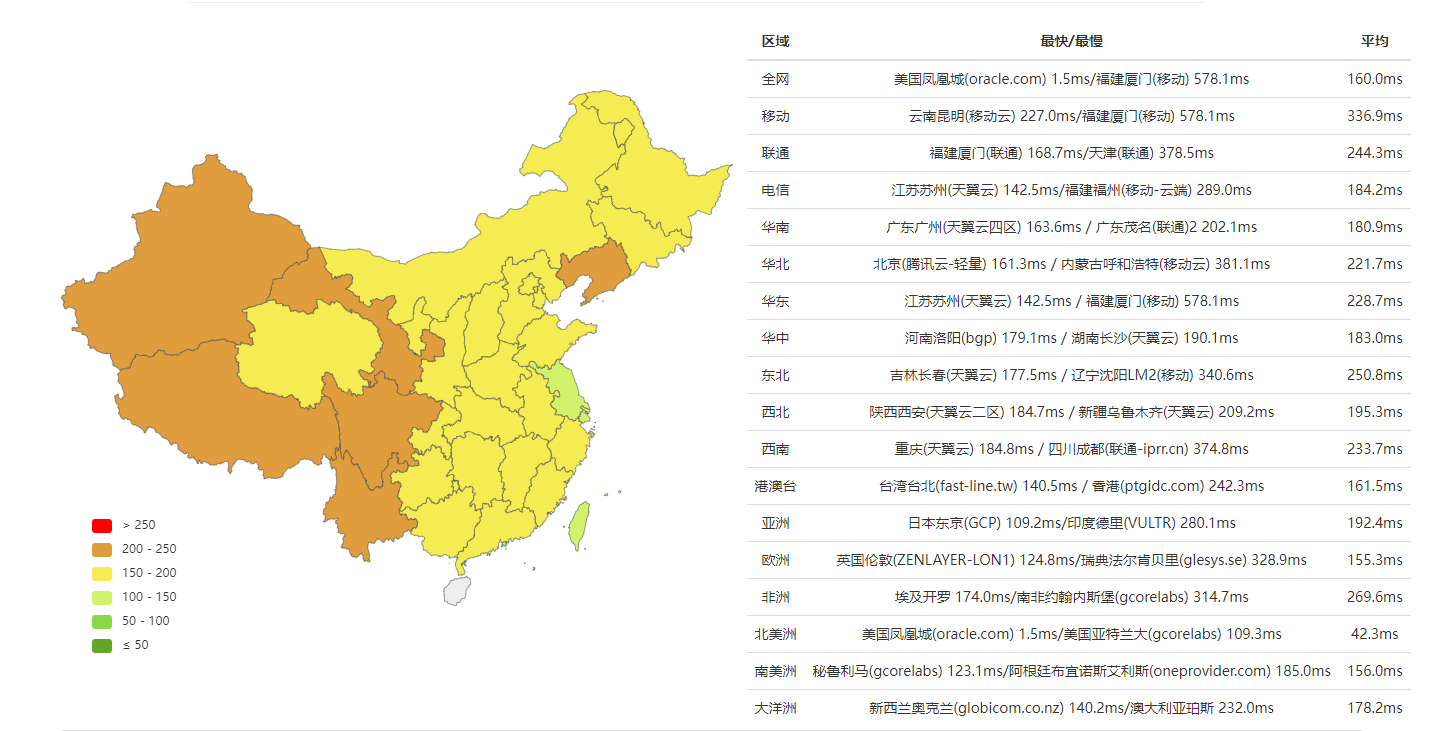 区域 最快/最慢 平均
全网 美国凤凰城(oracle.com) 1.5ms/福建厦门(移动) 578.1ms 160.0ms
移动 云南昆明(移动云) 227.0ms/福建厦门(移动) 578.1ms 336.9ms
联通 福建厦门(联通) 168.7ms/天津(联通) 378.5ms 244.3ms
电信 江苏苏州(天翼云) 142.5ms/福建福州(移动-云端) 289.0ms 184.2ms
华南 广东广州(天翼云四区) 163.6ms / 广东茂名(联通)2 202.1ms 180.9ms
华北 北京(腾讯云-轻量) 161.3ms / 内蒙古呼和浩特(移动云) 381.1ms 221.7ms
华东 江苏苏州(天翼云) 142.5ms / 福建厦门(移动) 578.1ms 228.7ms
华中 河南洛阳(bgp) 179.1ms / 湖南长沙(天翼云) 190.1ms 183.0ms
东北 吉林长春(天翼云) 177.5ms / 辽宁沈阳LM2(移动) 340.6ms 250.8ms
西北 陕西西安(天翼云二区) 184.7ms / 新疆乌鲁木齐(天翼云) 209.2ms 195.3ms
西南 重庆(天翼云) 184.8ms / 四川成都(联通-iprr.cn) 374.8ms 233.7ms
港澳台 台湾台北(fast-line.tw) 140.5ms / 香港(ptgidc.com) 242.3ms 161.5ms
亚洲 日本东京(GCP) 109.2ms/印度德里(VULTR) 280.1ms 192.4ms
欧洲 英国伦敦(ZENLAYER-LON1) 124.8ms/瑞典法尔肯贝里(glesys.se) 328.9ms 155.3ms
非洲 埃及开罗 174.0ms/南非约翰内斯堡(gcorelabs) 314.7ms 269.6ms
北美洲 美国凤凰城(oracle.com) 1.5ms/美国亚特兰大(gcorelabs) 109.3ms 42.3ms
南美洲 秘鲁利马(gcorelabs) 123.1ms/阿根廷布宜诺斯艾利斯(oneprovider.com) 185.0ms 156.0ms
大洋洲 新西兰奥克兰(globicom.co.nz) 140.2ms/澳大利亚珀斯 232.0ms 178.2ms
> 250
200 - 250
150 - 200
100 - 150
50 - 100
≤ 50